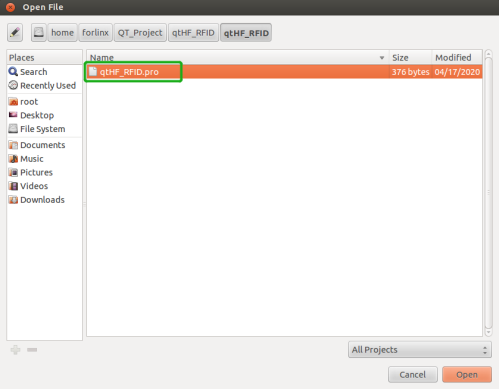 Open File
home forlinx QT_Project qtHF_RFID qtHF_RFID
Places
Name Size Modified
Search
qtHF_RFID.pro 376 bytes 04/17/2020
Recently Used
root
Desktop
File System
Documents
Music
Pictures
Videos
Downloads
All Projects
Cancel Open